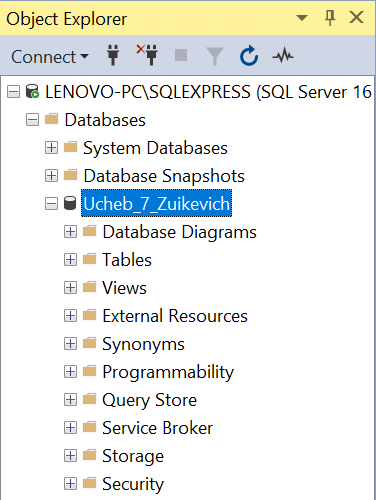 Object Explorer
Connect
LENOVO-PC\SQLEXPRESS (SQL Server 16
Databases
System Databases
Database Snapshots
Ucheb_7_Zuikevich
Database Diagrams
Tables
Views
External Resources
Synonyms
Programmability
Query Store
Service Broker
Storage
Security